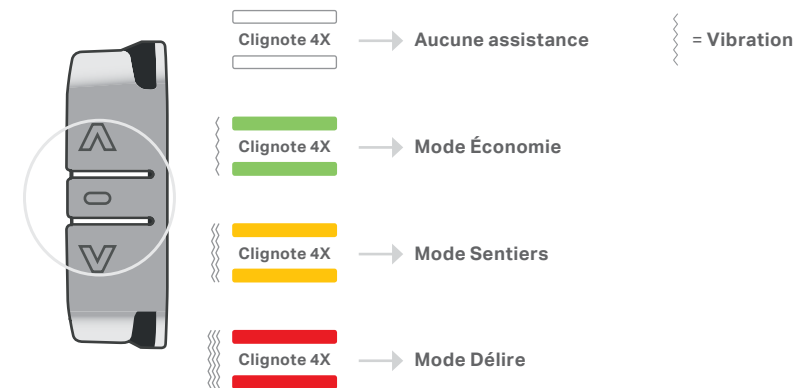 Clignote 4X
Aucune assistance
= Vibration
Clignote 4X
Mode Économie
Clignote 4X
Mode Sentiers
Clignote 4X
Mode Délire